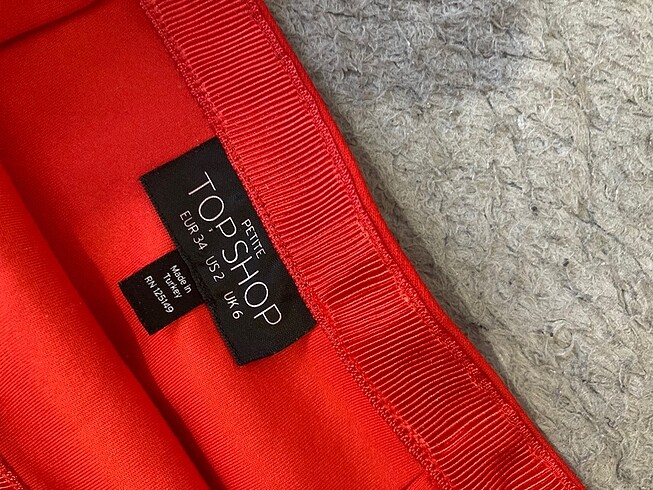 PETITE
TOPSHOP
EUR 34 US 2 UK 6
Made in
Turkey
RN 125149